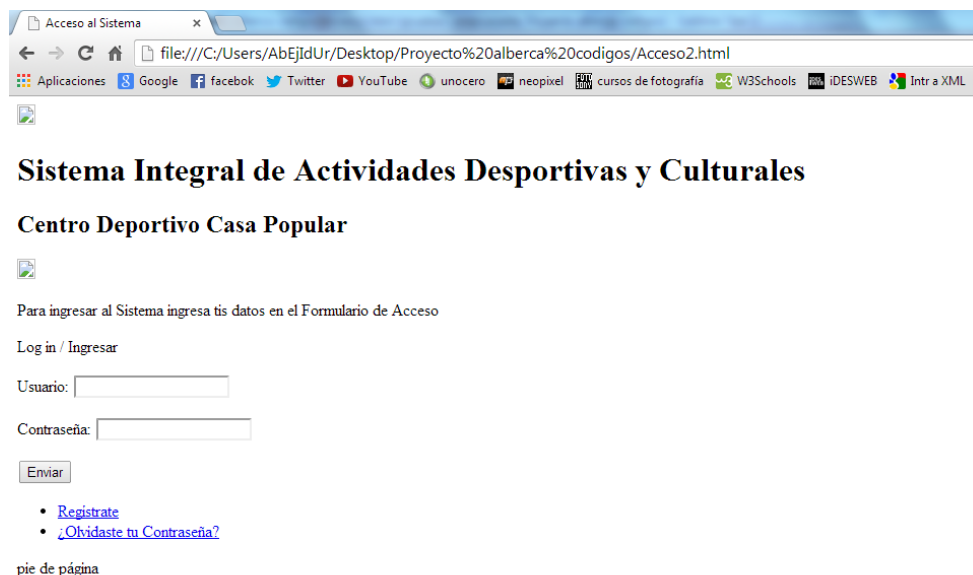 Acceso al Sistema
file:///C:/Users/AbEjIdUr/Desktop/Proyecto%20alberca%20codigos/Acceso2.html
Aplicaciones Google facebok Twitter YouTube unocero neopixel cursos de fotografía W3Schools iDESWEB Intr a XML
Sistema Integral de Actividades Desportivas y Culturales
Centro Deportivo Casa Popular
Para ingresar al Sistema ingresa tis datos en el Formulario de Acceso
Log in / Ingresar
Usuario:
Contraseña:
Enviar
Registrate
¿Olvidaste tu Contraseña?
pie de página